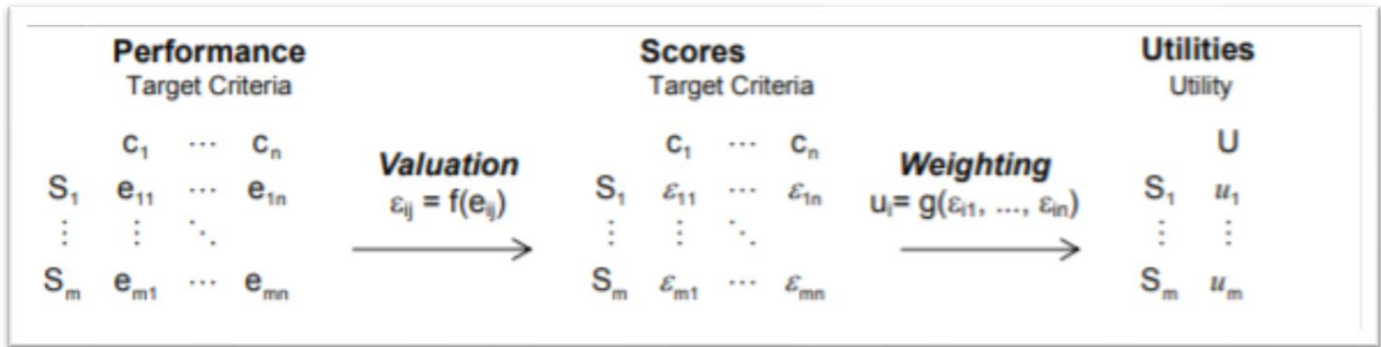 Performance Scores Utilities
Target Criteria Target Criteria Utility
c₁ ⋯ cₙ c₁ ⋯ cₙ U
Valuation Weighting
S₁ e₁₁ ⋯ e₁ₙ εᵢⱼ = f(eᵢⱼ) S₁ ε₁₁ ⋯ ε₁ₙ uᵢ= g(εᵢ₁, ..., εᵢₙ) S₁ u₁
⋮ ⋮ ⋱ ⋮ ⋮ ⋱ ⋮ ⋮
Sₘ eₘ₁ ⋯ eₘₙ Sₘ εₘ₁ ⋯ εₘₙ Sₘ uₘ